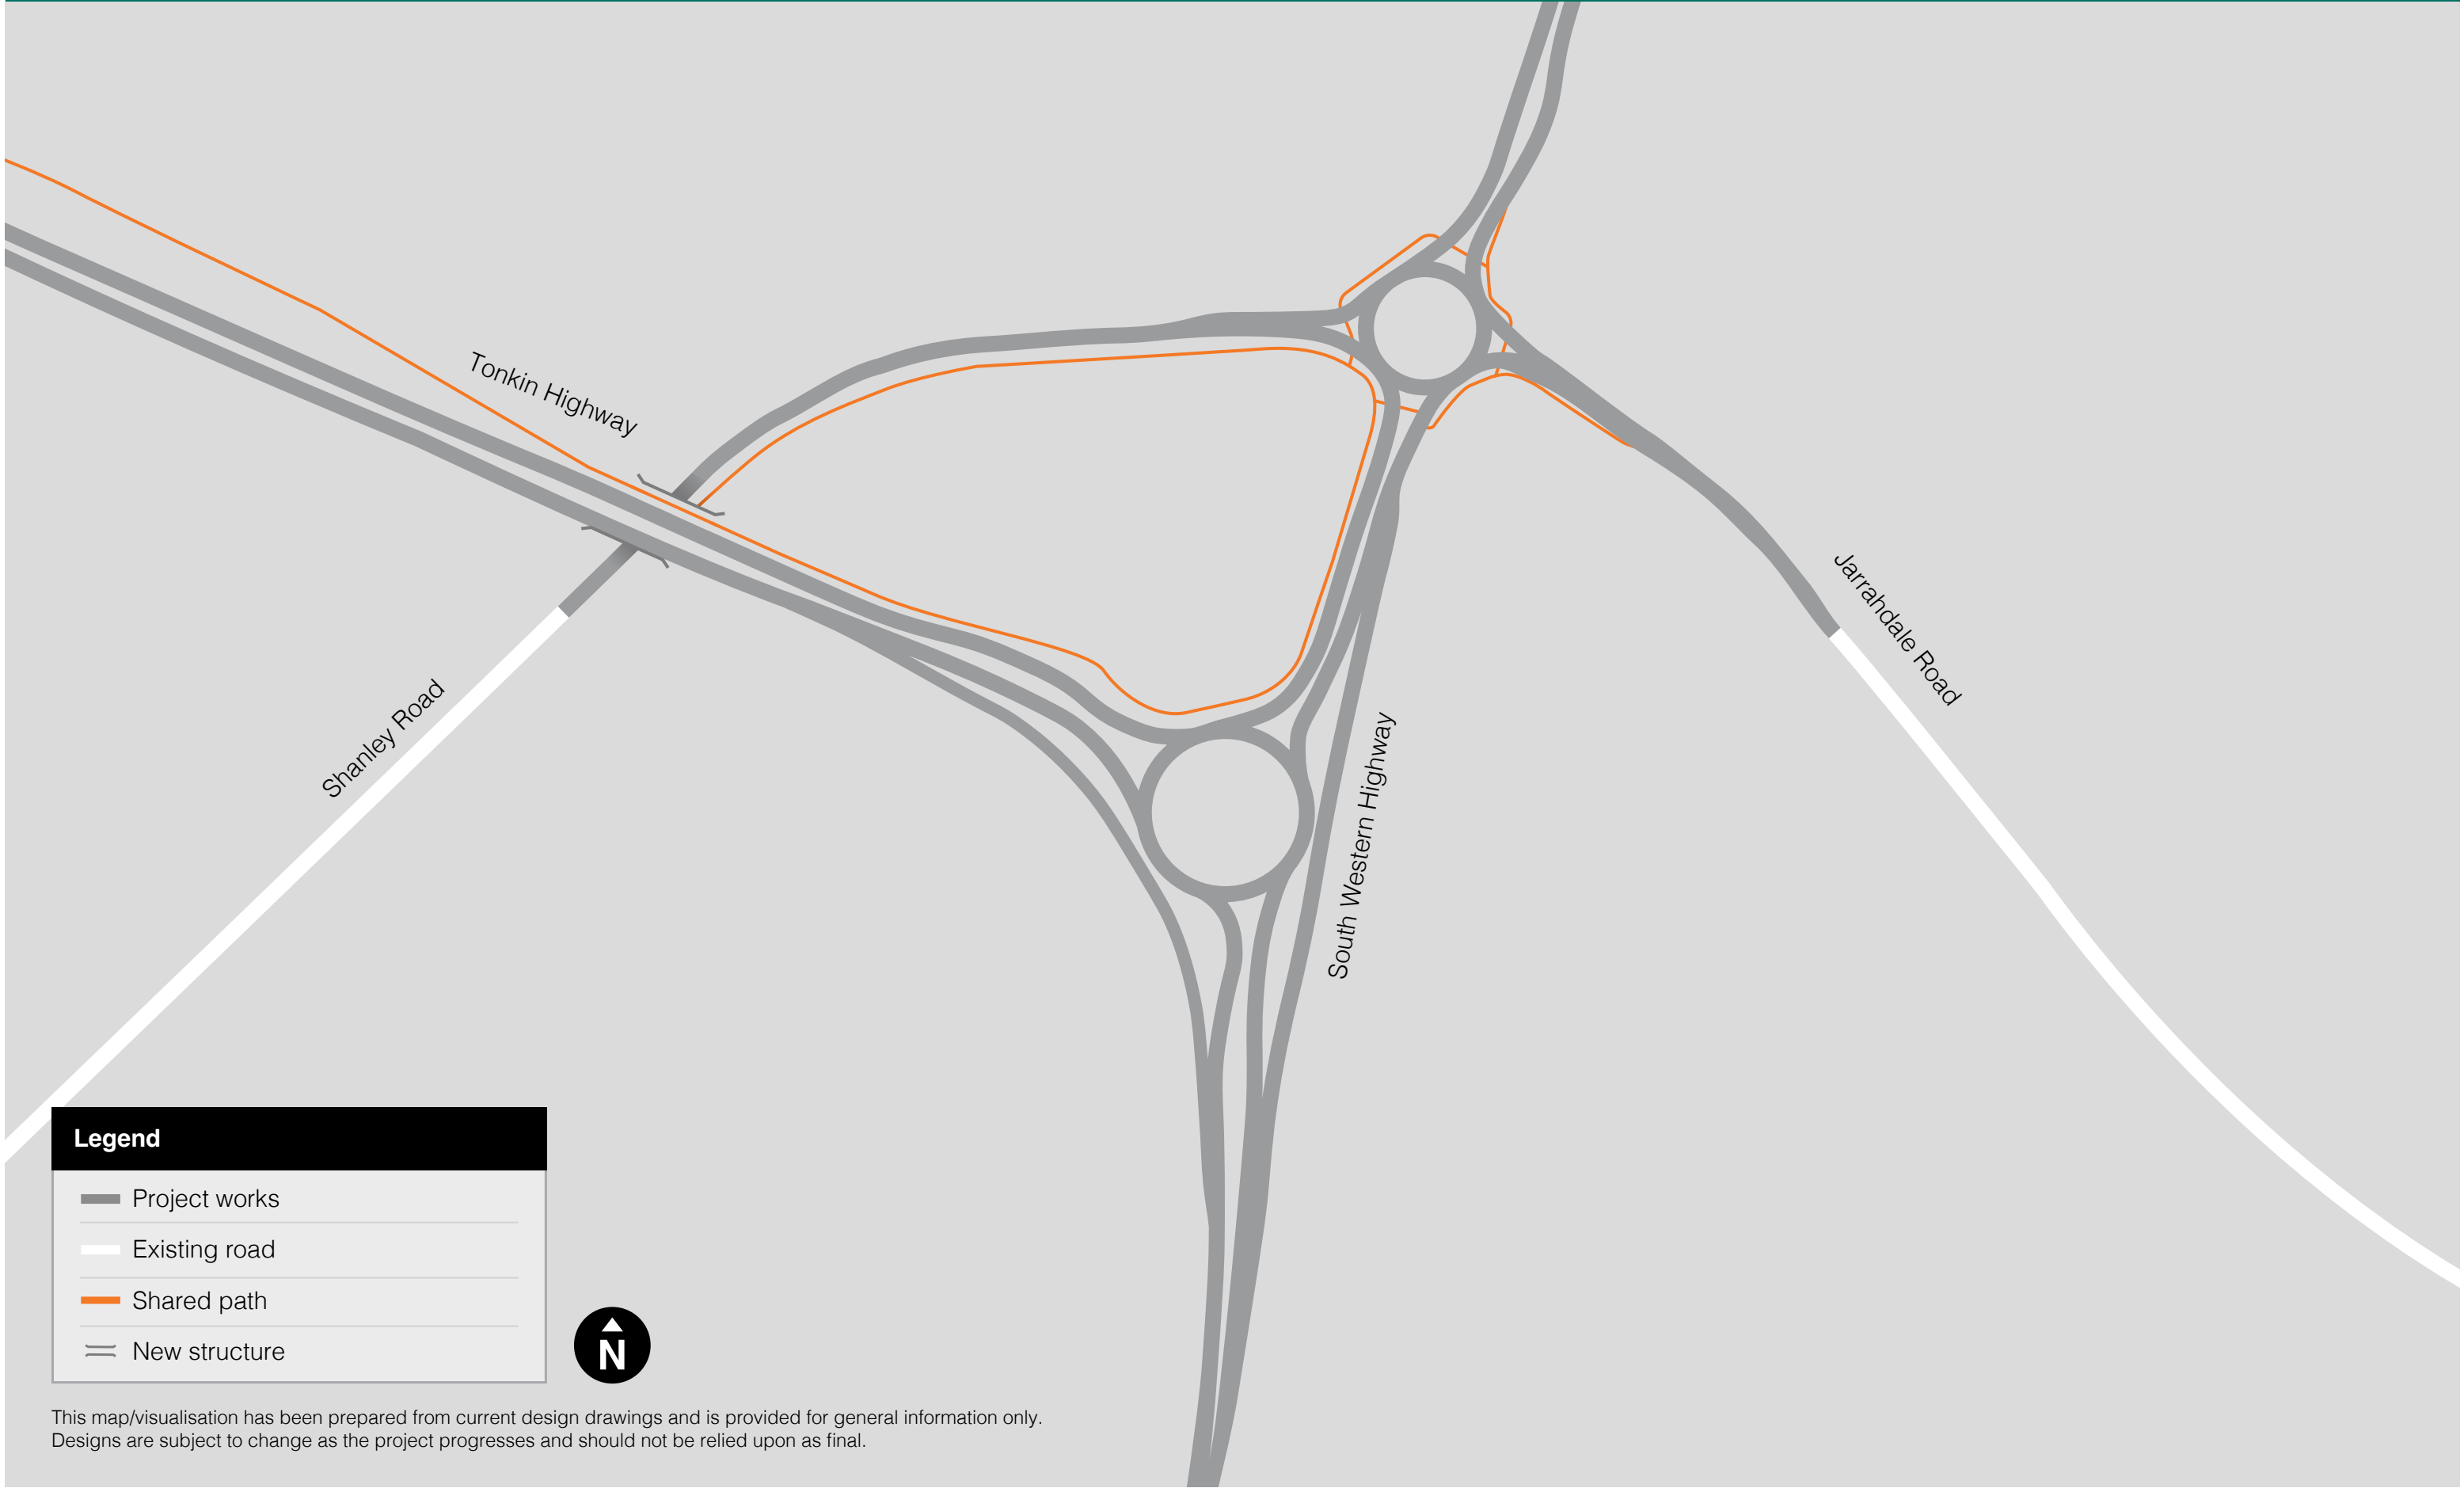 Tonkin Highway
Shanley Road
Jarrahdale Road
South Western Highway
Legend
Project works
Existing road
Shared path
New structure
N
This map/visualisation has been prepared from current design drawings and is provided for general information only.
Designs are subject to change as the project progresses and should not be relied upon as final.